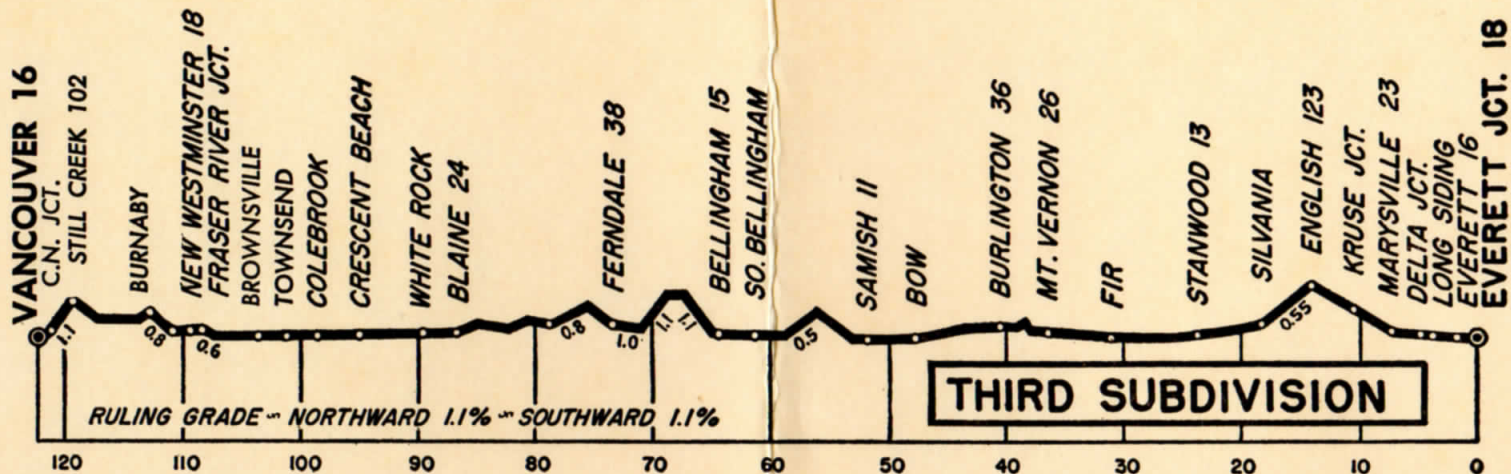 VANCOUVER 16
C.N. JCT.
STILL CREEK 102
BURNABY
NEW WESTMINSTER 18
FRASER RIVER JCT.
BROWNSVILLE
TOWNSEND
COLEBROOK
CRESCENT BEACH
WHITE ROCK
BLAINE 24
FERNDALE 38
BELLINGHAM 15
SO. BELLINGHAM
SAMISH 11
BOW
BURLINGTON 36
MT. VERNON 26
FIR
STANWOOD 13
SILVANIA
ENGLISH 123
KRUSE JCT.
MARYSVILLE 23
DELTA JCT.
LONG SIDING
EVERETT 16
EVERETT JCT. 18
1.1
0.8
0.6
0.8
1.0
1.1
1.1
0.5
0.55
THIRD SUBDIVISION
RULING GRADE - NORTHWARD 1.1% - SOUTHWARD 1.1%
120 110 100 90 80 70 60 50 40 30 20 10 0